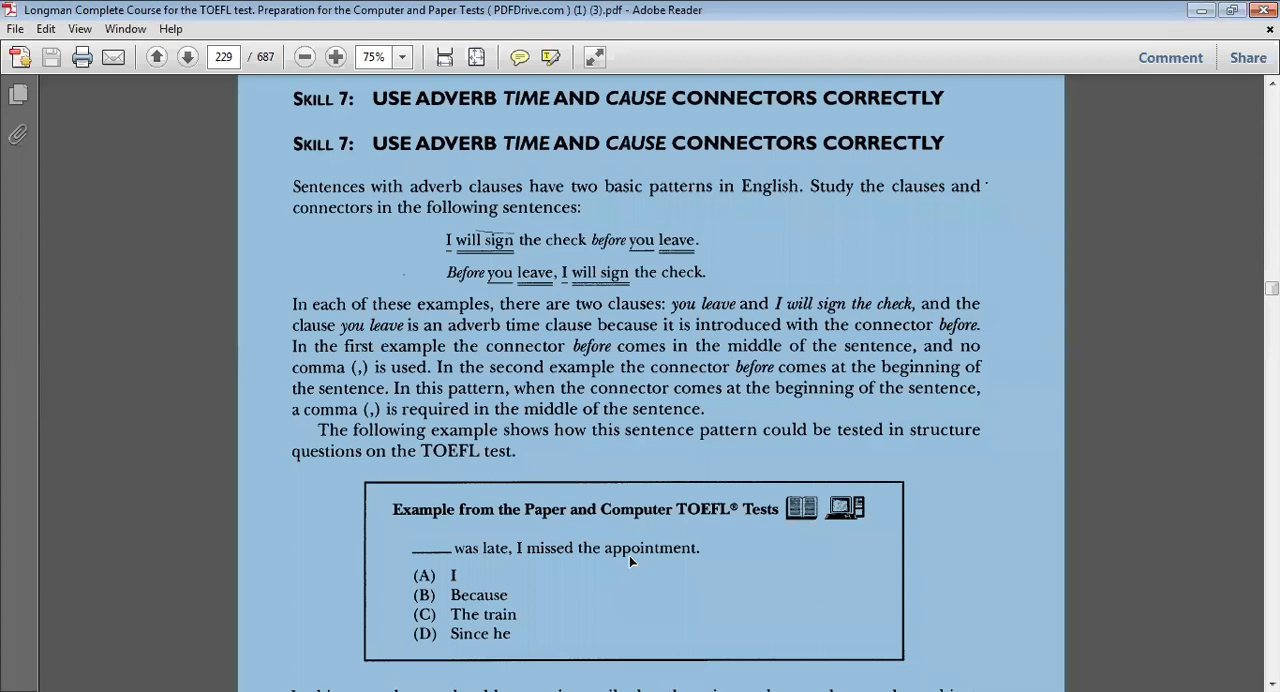 Longman Complete Course for the TOEFL test. Preparation for the Computer and Paper Tests ( PDFDrive.com ) (1) (3).pdf - Adobe Reader
File Edit View Window Help
229 / 687 75% Comment Share
SKILL 7: USE ADVERB TIME AND CAUSE CONNECTORS CORRECTLY
SKILL 7: USE ADVERB TIME AND CAUSE CONNECTORS CORRECTLY
Sentences with adverb clauses have two basic patterns in English. Study the clauses and
connectors in the following sentences:
I will sign the check before you leave.
Before you leave, I will sign the check.
In each of these examples, there are two clauses: you leave and I will sign the check, and the
clause you leave is an adverb time clause because it is introduced with the connector before.
In the first example the connector before comes in the middle of the sentence, and no
comma (,) is used. In the second example the connector before comes at the beginning of
the sentence. In this pattern, when the connector comes at the beginning of the sentence,
a comma (,) is required in the middle of the sentence.
The following example shows how this sentence pattern could be tested in structure
questions on the TOEFL test.
Example from the Paper and Computer TOEFL® Tests
_____ was late, I missed the appointment.
(A) I
(B) Because
(C) The train
(D) Since he